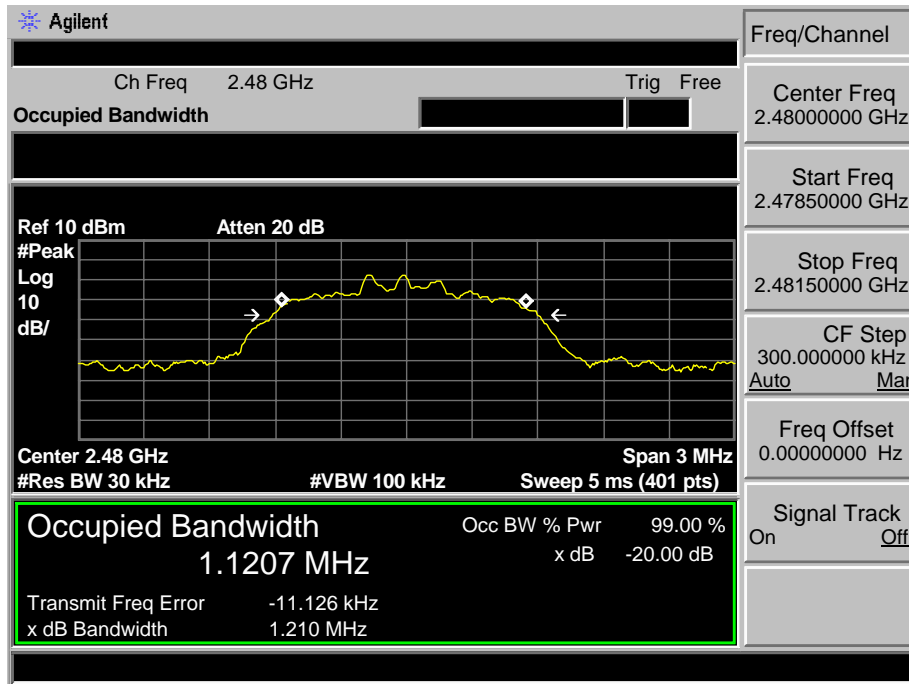 Agilent
Freq/Channel
Ch Freq 2.48 GHz Trig Free
Occupied Bandwidth
Center Freq
2.48000000 GHz
Start Freq
2.47850000 GHz
Stop Freq
2.48150000 GHz
CF Step
300.000000 kHz
Auto Mar
Freq Offset
0.00000000 Hz
Signal Track
On Off
Ref 10 dBm Atten 20 dB
#Peak
Log
10
dB/
Center 2.48 GHz Span 3 MHz
#Res BW 30 kHz #VBW 100 kHz Sweep 5 ms (401 pts)
Occupied Bandwidth Occ BW % Pwr 99.00 %
1.1207 MHz x dB -20.00 dB
Transmit Freq Error -11.126 kHz
x dB Bandwidth 1.210 MHz